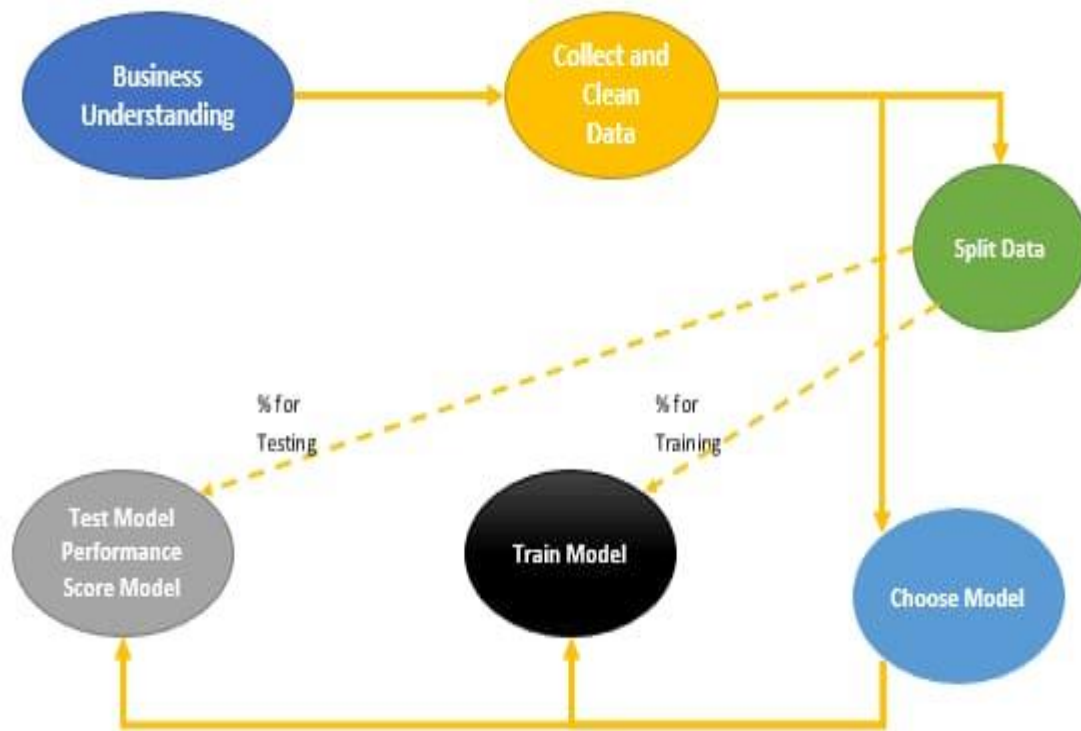 Business
Understanding
Collect and
Clean
Data
Split Data
% for
Testing
% for
Training
Test Model
Performance
Score Model
Train Model
Choose Model